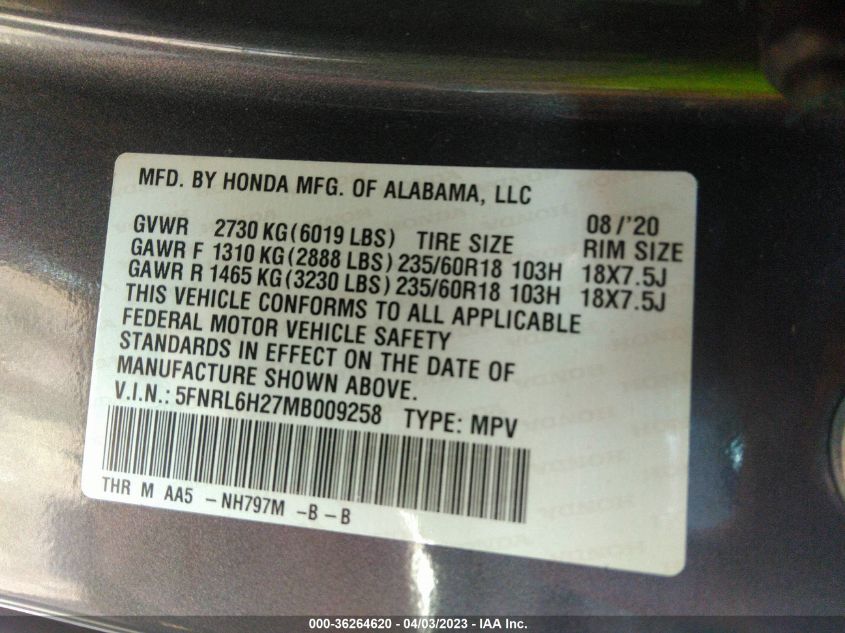 MFD. BY HONDA MFG. OF ALABAMA, LLC
GVWR 2730 KG (6019 LBS) TIRE SIZE 08/'20 RIM SIZE
GAWR F 1310 KG (2888 LBS) 235/60R18 103H 18X7.5J
GAWR R 1465 KG (3230 LBS) 235/60R18 103H 18X7.5J
THIS VEHICLE CONFORMS TO ALL APPLICABLE
FEDERAL MOTOR VEHICLE SAFETY
STANDARDS IN EFFECT ON THE DATE OF
MANUFACTURE SHOWN ABOVE.
V.I.N.: 5FNRL6H27MB009258 TYPE: MPV
THR M AA5 - NH797M - B - B
000-36264620 - 04/03/2023 - IAA Inc.